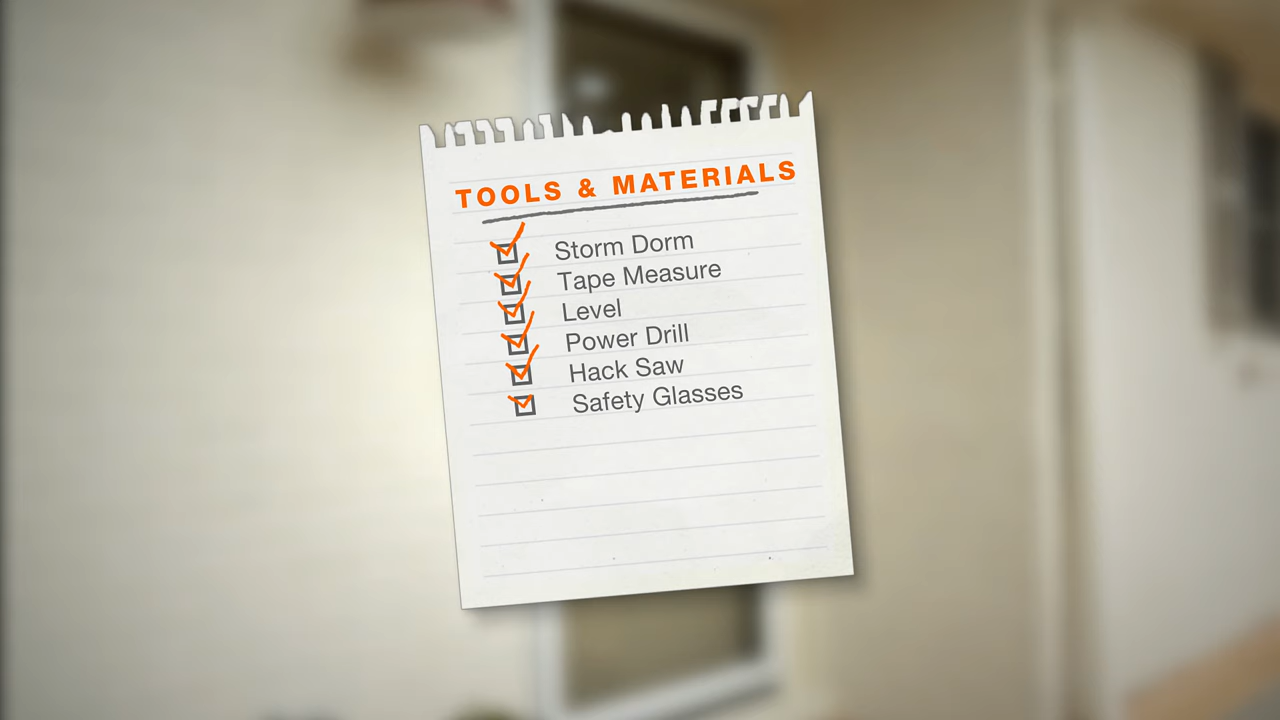 TOOLS & MATERIALS
Storm Dorm
Tape Measure
Level
Power Drill
Hack Saw
Safety Glasses